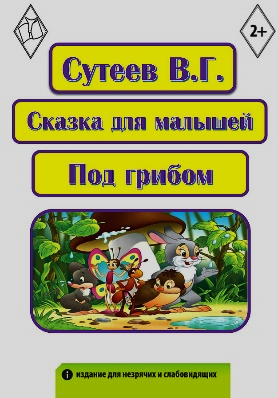 2+
Сутеев В.Г.
Сказка для малышей
Под грибом
издание для незрячих и слабовидящих